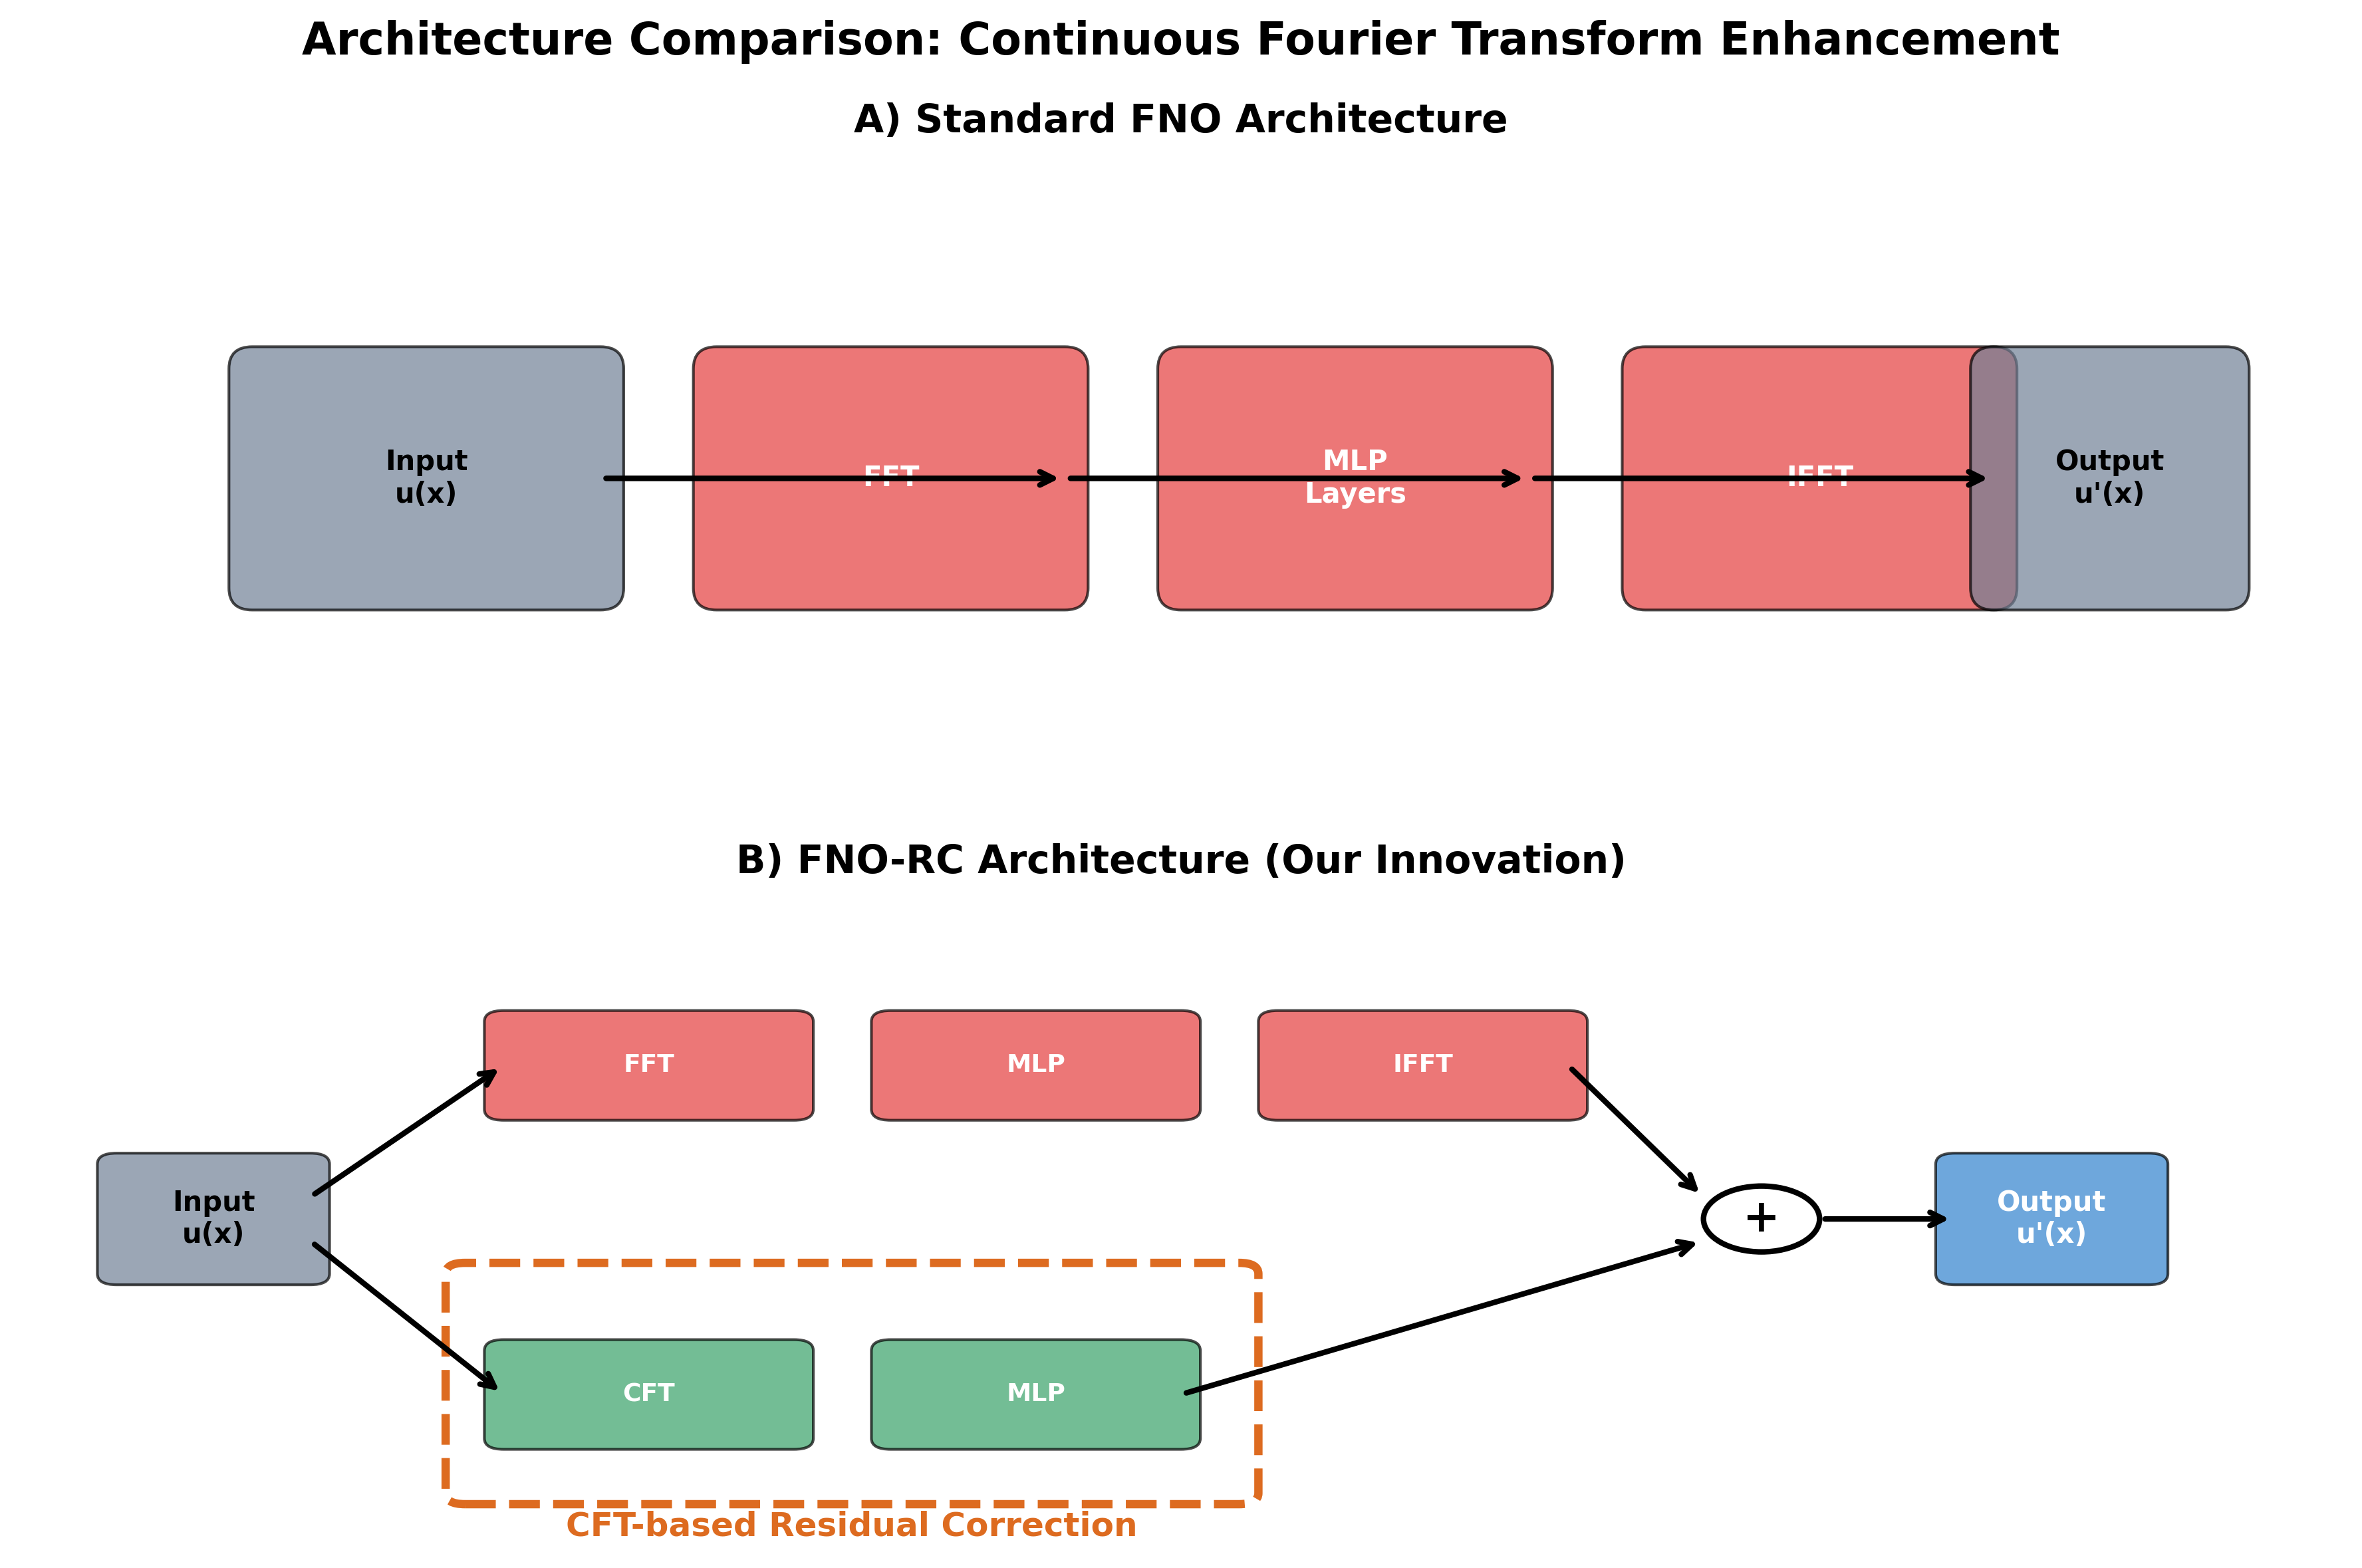 Architecture Comparison: Continuous Fourier Transform Enhancement
A) Standard FNO Architecture
Input
u(x)
FFT
MLP
Layers
IFFT
Output
u'(x)
B) FNO-RC Architecture (Our Innovation)
FFT
MLP
IFFT
Input
u(x)
+
Output
u'(x)
CFT
MLP
CFT-based Residual Correction